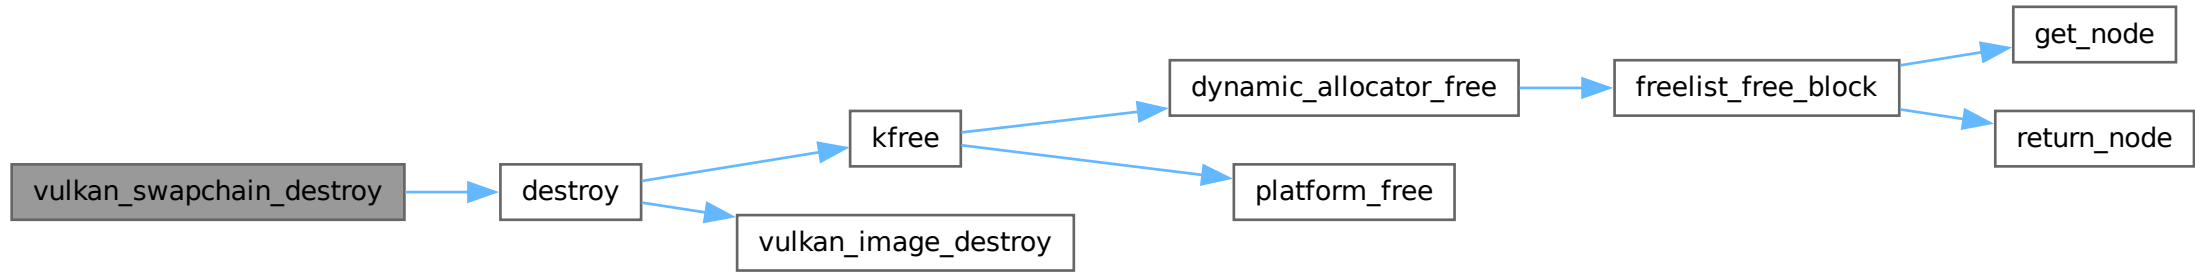 vulkan_swapchain_destroy
destroy
kfree
vulkan_image_destroy
dynamic_allocator_free
platform_free
freelist_free_block
get_node
return_node